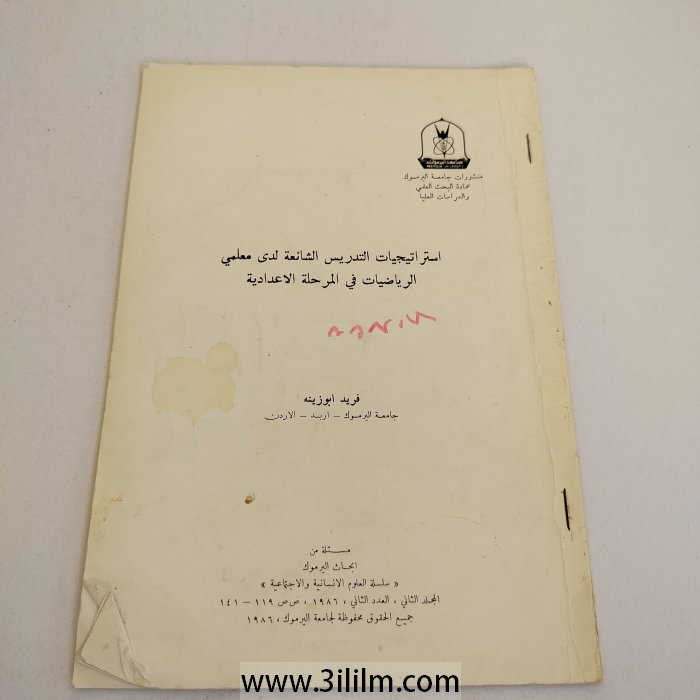 جامعة اليرموك
منشورات جامعة اليرموك
عمادة البحث العلمي
والدراسات العليا
استراتيجيات التدريس الشائعة لدى معلمي
الرياضيات في المرحلة الاعدادية
فريد ابوزينه
جامعة اليرموك - اربد - الاردن
مستلة من
ابحاث اليرموك
« سلسلة العلوم الانسانية والاجتماعية »
المجلد الثاني ، العدد الثاني ، ١٩٨٦ ، ص ص ١١٩ - ١٤١
جميع الحقوق محفوظة لجامعة اليرموك ، ١٩٨٦
www.3ililm.com